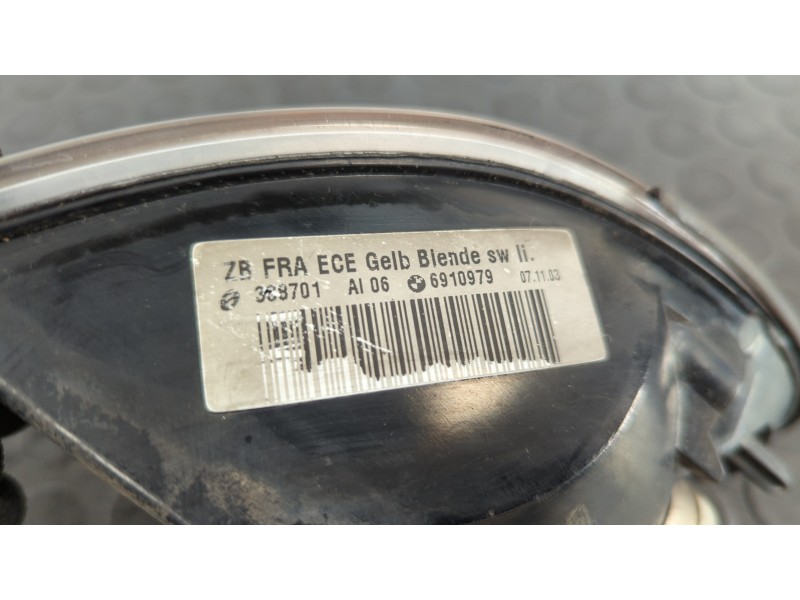 ZB FRA ECE Gelb Blende sw li.
AI 06 6910979 07.11.03